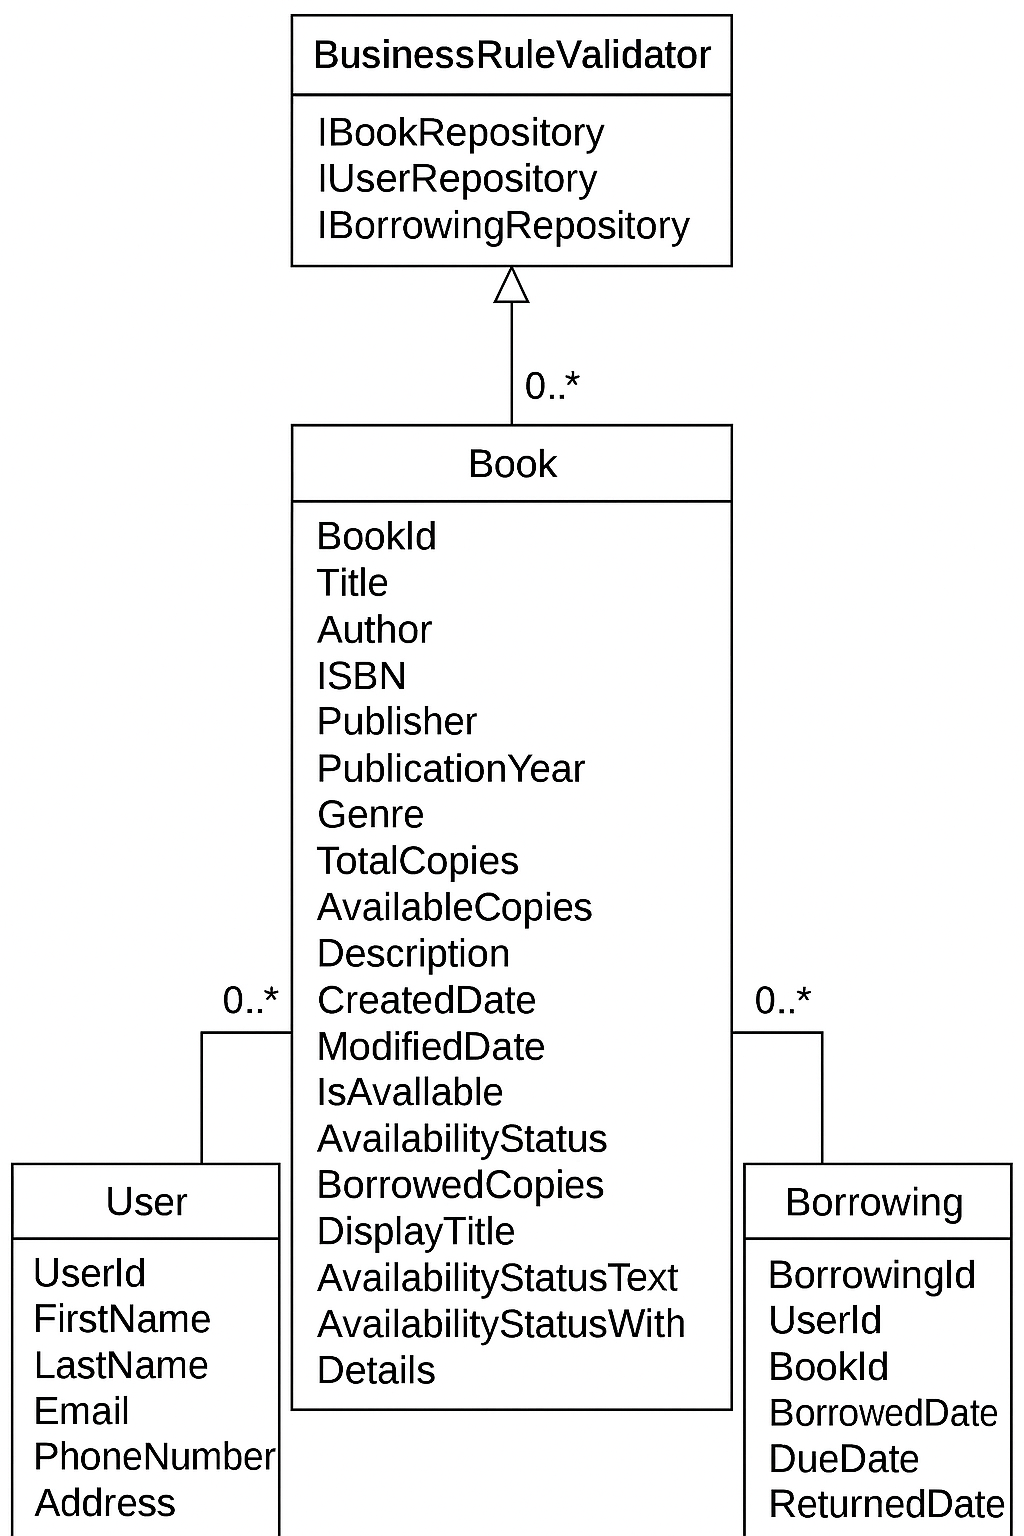 BusinessRuleValidator
IBookRepository
IUserRepository
IBorrowingRepository
0..*
Book
BookId
Title
Author
ISBN
Publisher
PublicationYear
Genre
TotalCopies
AvailableCopies
Description
CreatedDate
ModifiedDate
IsAvallable
AvailabilityStatus
BorrowedCopies
DisplayTitle
AvailabilityStatusText
AvailabilityStatusWith
Details
0..*
User
UserId
FirstName
LastName
Email
PhoneNumber
Address
0..*
Borrowing
BorrowingId
UserId
BookId
BorrowedDate
DueDate
ReturnedDate